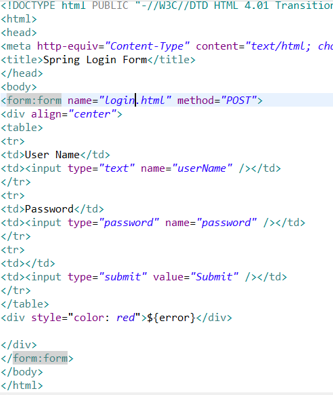 <!DOCTYPE html PUBLIC "-//W3C//DTD HTML 4.01 Transition
<html>
<head>
<meta http-equiv="Content-Type" content="text/html; cha
<title>Spring Login Form</title>
</head>
<body>
<form:form name="login.html" method="POST">
<div align="center">
<table>
<tr>
<td>User Name</td>
<td><input type="text" name="userName" /></td>
</tr>
<tr>
<td>Password</td>
<td><input type="password" name="password" /></td>
</tr>
<tr>
<td></td>
<td><input type="submit" value="Submit" /></td>
</tr>
</table>
<div style="color: red">${error}</div>
</div>
</form:form>
</body>
</html>